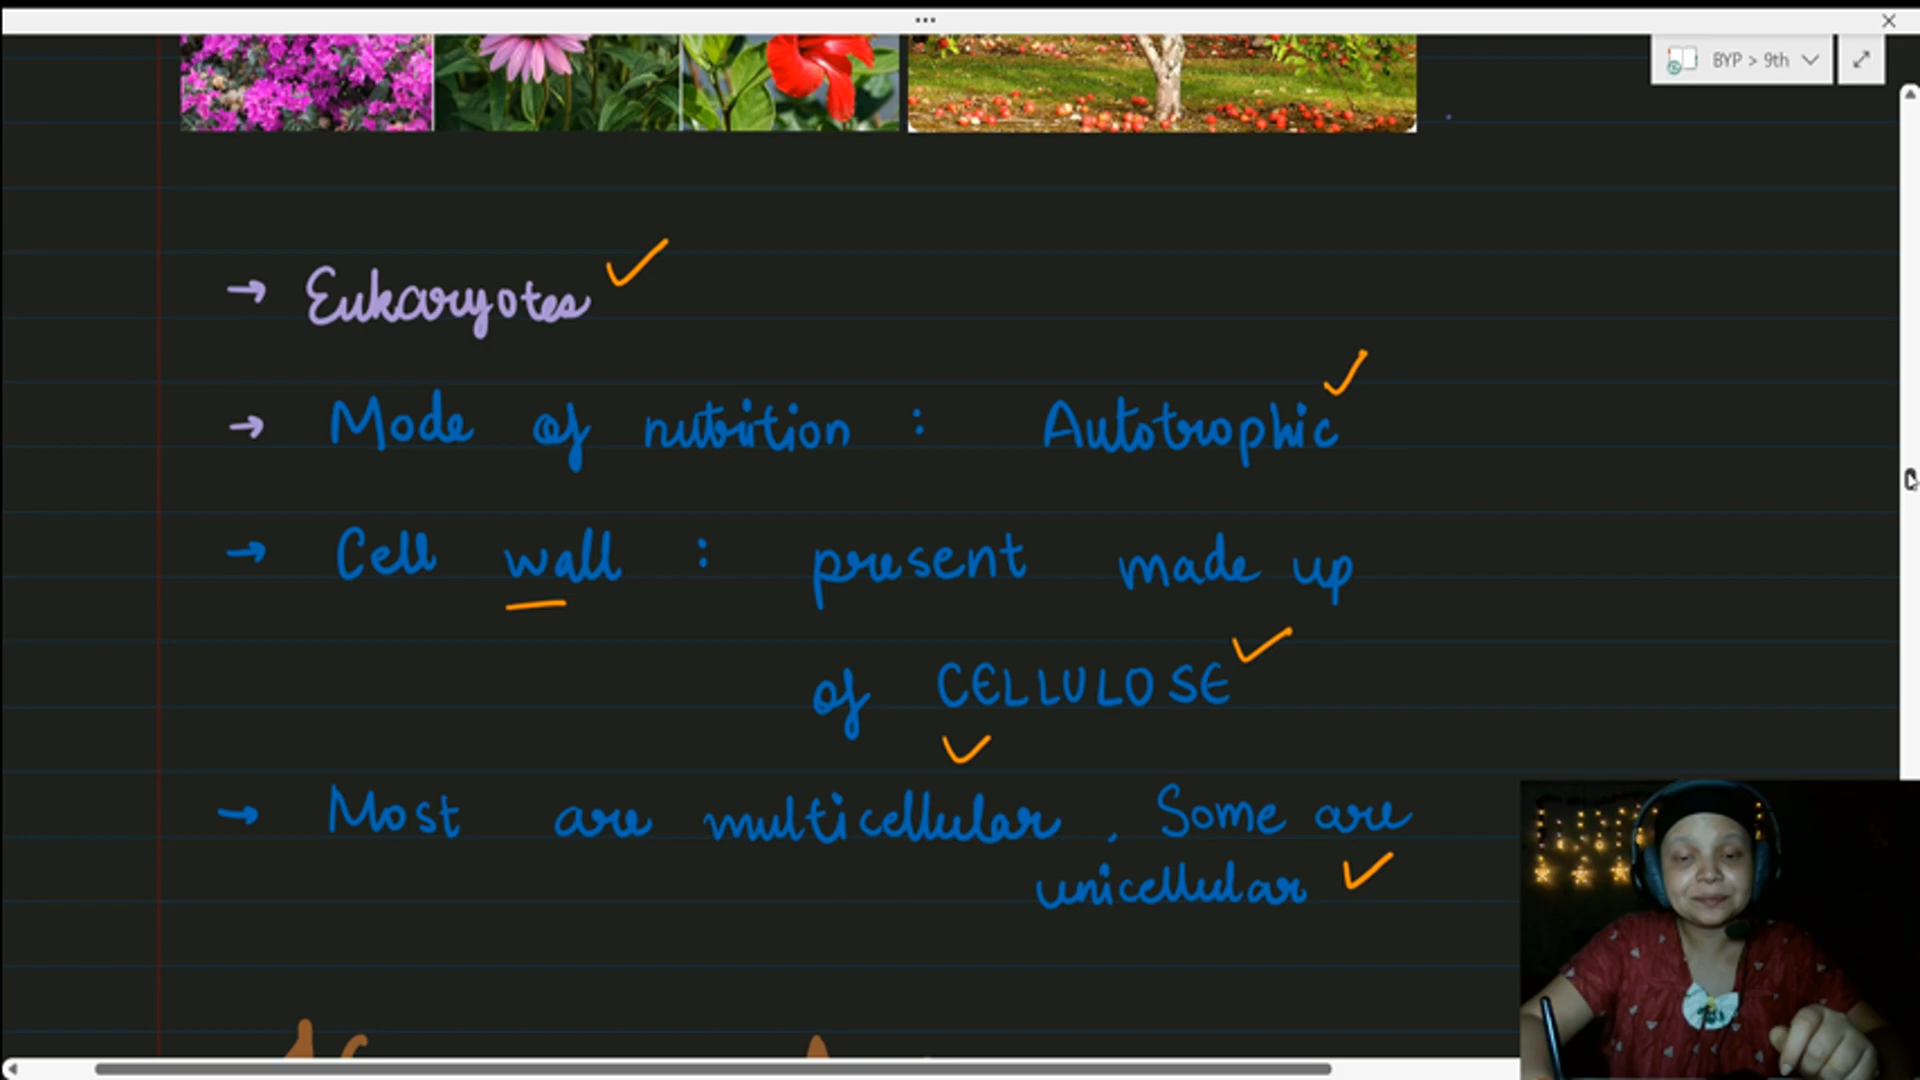 ...
BYP > 9th
→ Eukaryotes
→ Mode of nutrition : Autotrophic
→ Cell wall : present made up
of CELLULOSE
→ Most are multicellular . Some are
unicellular